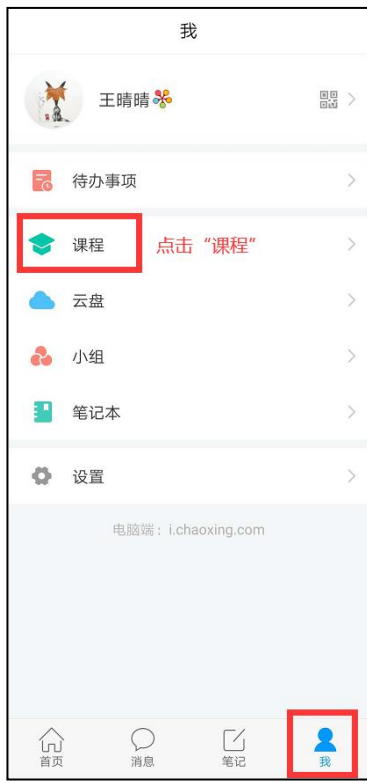 我
王晴晴
待办事项
课程 点击“课程”
云盘
小组
笔记本
设置
电脑端：i.chaoxing.com
首页 消息 笔记 我